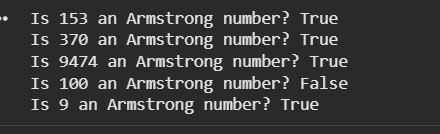 Is 153 an Armstrong number? True
Is 370 an Armstrong number? True
Is 9474 an Armstrong number? True
Is 100 an Armstrong number? False
Is 9 an Armstrong number? True